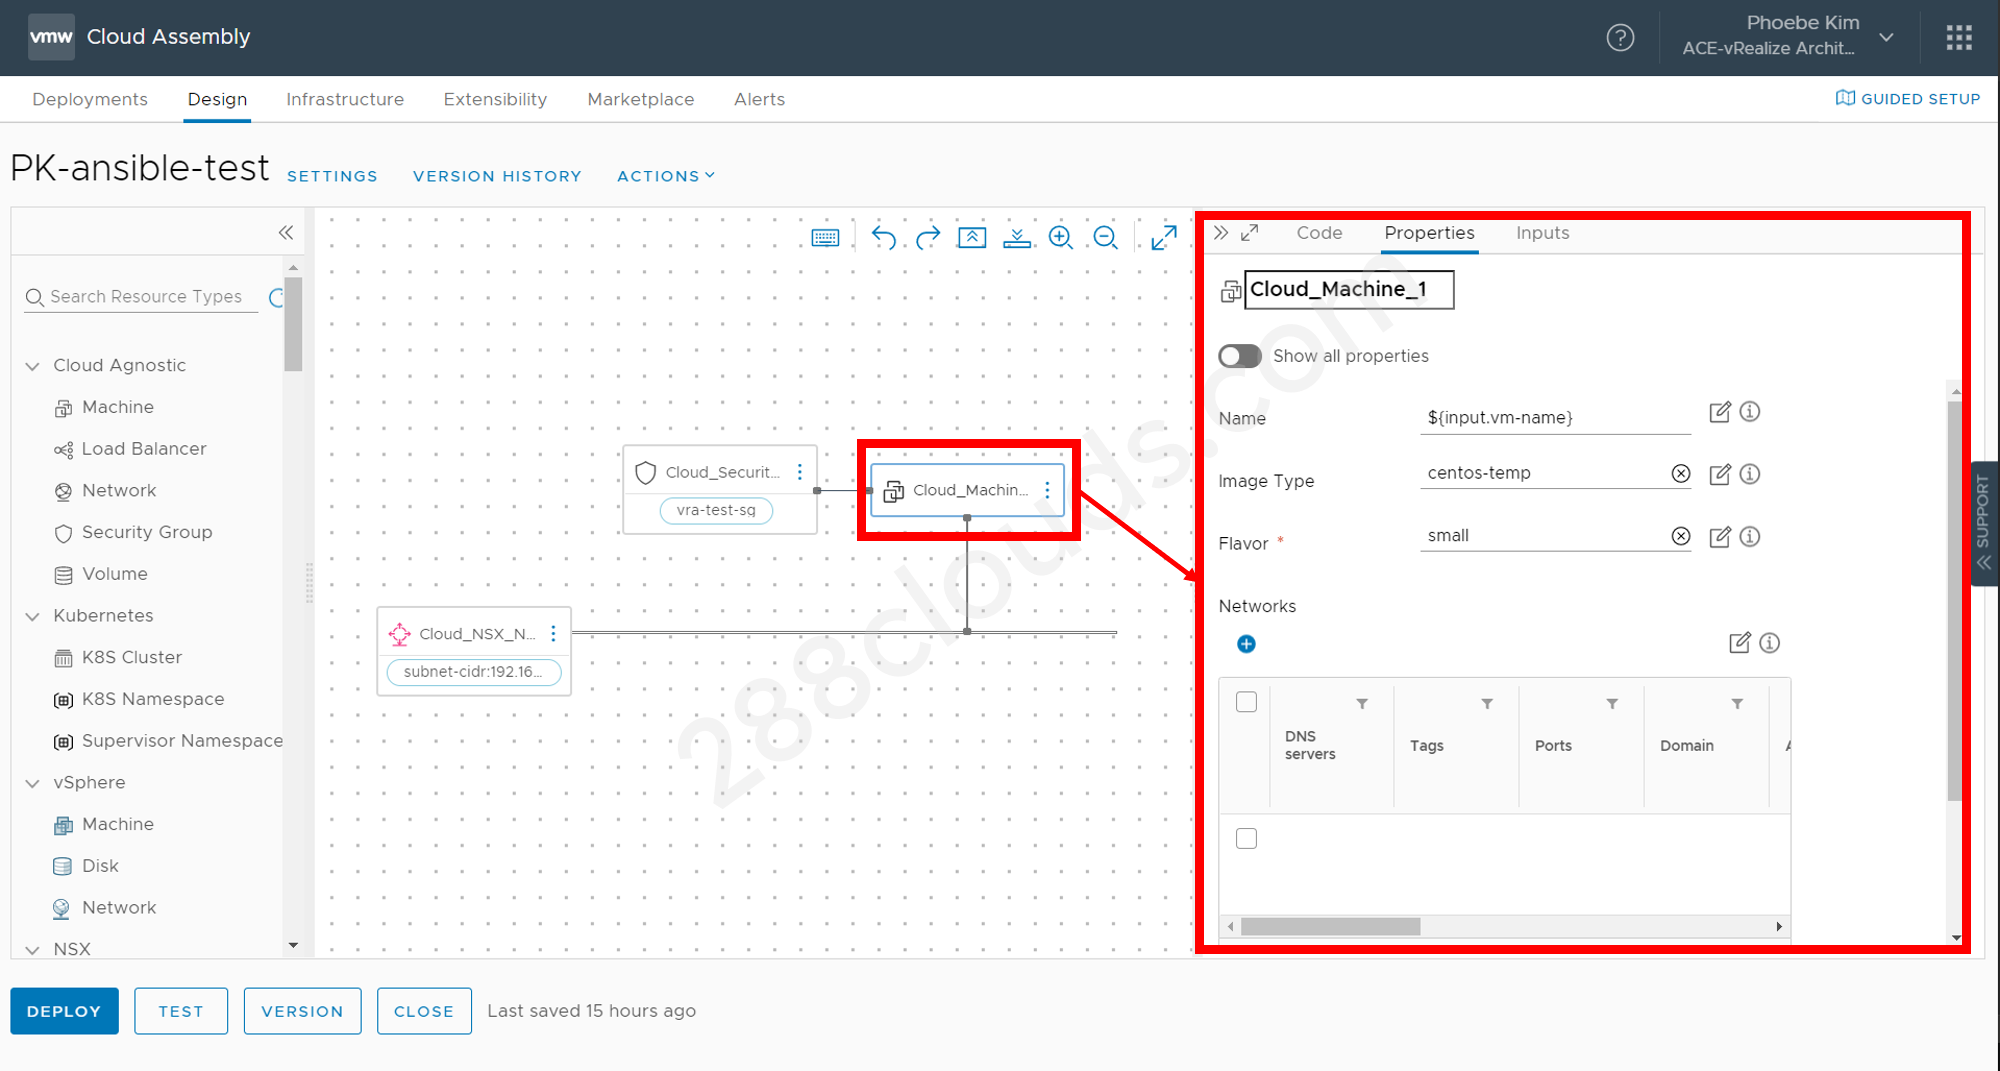 vmw Cloud Assembly
Phoebe Kim
ACE-vRealize Archit...
Deployments Design Infrastructure Extensibility Marketplace Alerts
GUIDED SETUP
PK-ansible-test SETTINGS VERSION HISTORY ACTIONS
Search Resource Types
Cloud Agnostic
Machine
Load Balancer
Network
Security Group
Volume
Kubernetes
K8S Cluster
K8S Namespace
Supervisor Namespace
vSphere
Machine
Disk
Network
NSX
Cloud_Securit...
vra-test-sg
Cloud_Machin...
Cloud_NSX_N...
subnet-cidr:192.16...
Code Properties Inputs
Cloud_Machine_1
Show all properties
Name ${input.vm-name}
Image Type centos-temp
Flavor * small
Networks
DNS servers Tags Ports Domain
SUPPORT
288clouds.com
DEPLOY TEST VERSION CLOSE Last saved 15 hours ago